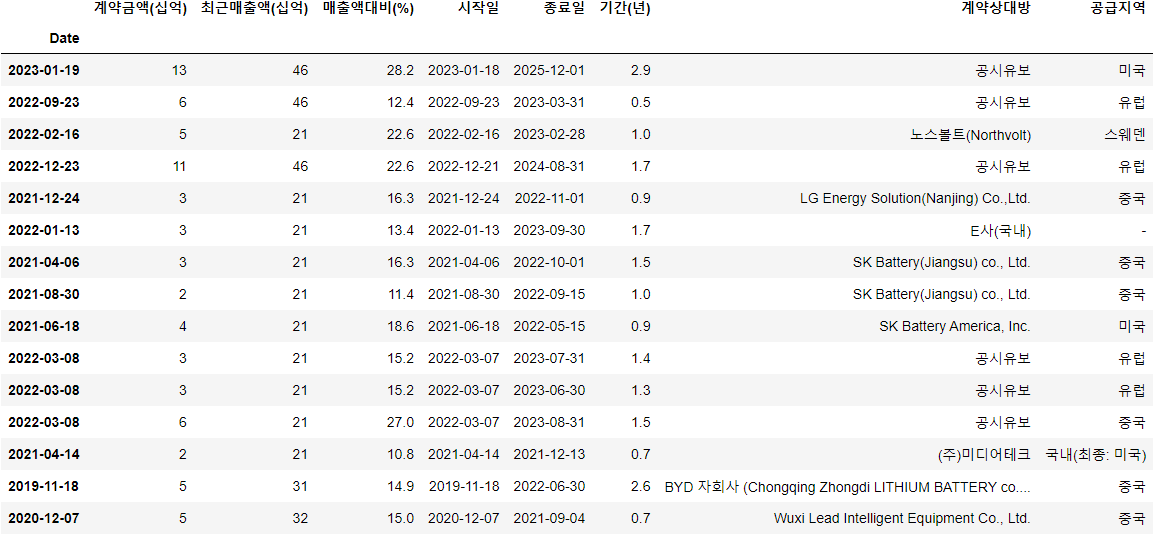 계약금액(십억) 최근매출액(십억) 매출액대비(%) 시작일 종료일 기간(년) 계약상대방 공급지역
Date
2023-01-19 13 46 28.2 2023-01-18 2025-12-01 2.9 공시유보 미국
2022-09-23 6 46 12.4 2022-09-23 2023-03-31 0.5 공시유보 유럽
2022-02-16 5 21 22.6 2022-02-16 2023-02-28 1.0 노스볼트(Northvolt) 스웨덴
2022-12-23 11 46 22.6 2022-12-21 2024-08-31 1.7 공시유보 유럽
2021-12-24 3 21 16.3 2021-12-24 2022-11-01 0.9 LG Energy Solution(Nanjing) Co.,Ltd. 중국
2022-01-13 3 21 13.4 2022-01-13 2023-09-30 1.7 E사(국내) -
2021-04-06 3 21 16.3 2021-04-06 2022-10-01 1.5 SK Battery(Jiangsu) co., Ltd. 중국
2021-08-30 2 21 11.4 2021-08-30 2022-09-15 1.0 SK Battery(Jiangsu) co., Ltd. 중국
2021-06-18 4 21 18.6 2021-06-18 2022-05-15 0.9 SK Battery America, Inc. 미국
2022-03-08 3 21 15.2 2022-03-07 2023-07-31 1.4 공시유보 유럽
2022-03-08 3 21 15.2 2022-03-07 2023-06-30 1.3 공시유보 유럽
2022-03-08 6 21 27.0 2022-03-07 2023-08-31 1.5 공시유보 중국
2021-04-14 2 21 10.8 2021-04-14 2021-12-13 0.7 (주)미디어테크 국내(최종: 미국)
2019-11-18 5 31 14.9 2019-11-18 2022-06-30 2.6 BYD 자회사 (Chongqing Zhongdi LITHIUM BATTERY co.... 중국
2020-12-07 5 32 15.0 2020-12-07 2021-09-04 0.7 Wuxi Lead Intelligent Equipment Co., Ltd. 중국